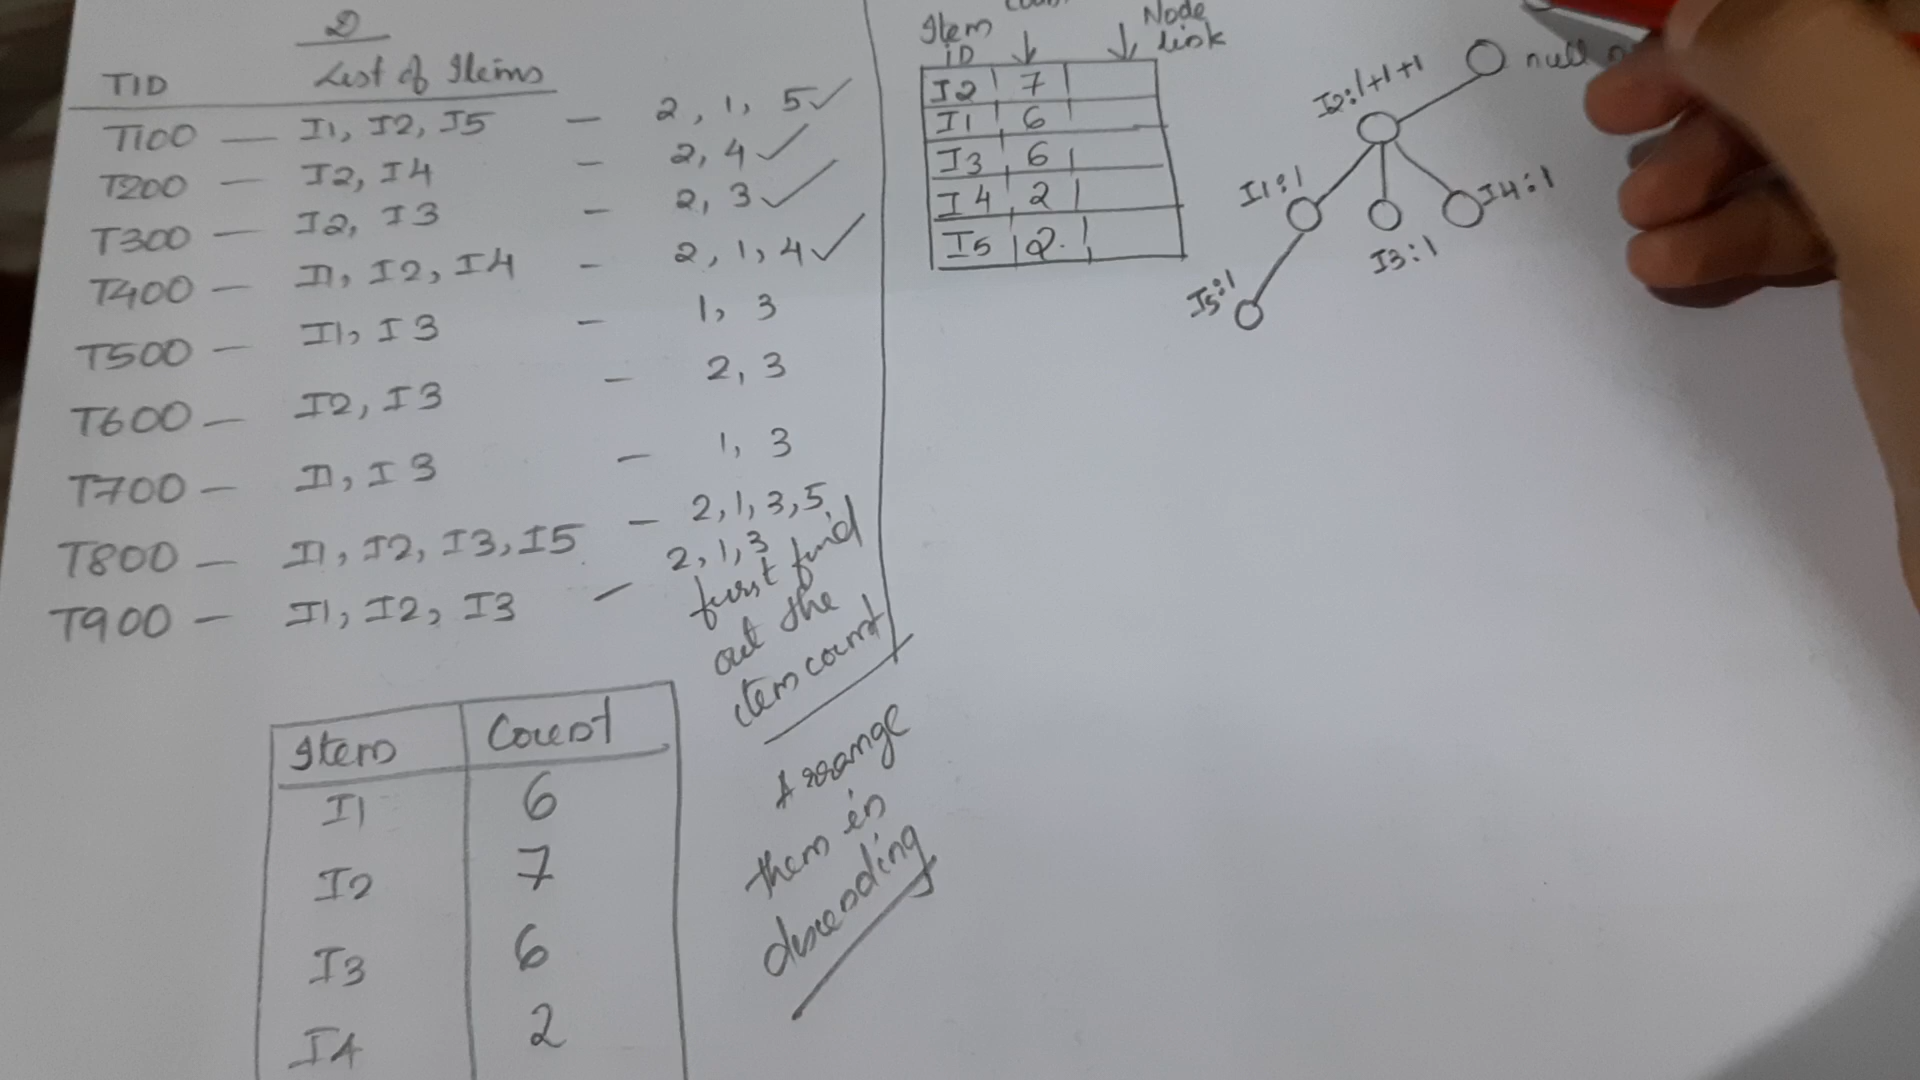 D
TID List of Items
T100 — I1, I2, I5 — 2, 1, 5 ✓
T200 — I2, I4 — 2, 4 ✓
T300 — I2, I3 — 2, 3 ✓
T400 — I1, I2, I4 — 2, 1, 4 ✓
T500 — I1, I3 — 1, 3
T600 — I2, I3 — 2, 3
T700 — I1, I3 — 1, 3
T800 — I1, I2, I3, I5 — 2, 1, 3, 5
T900 — I1, I2, I3 — 2, 1, 3
first find
out the
item count
Arrange
them in
descending
Item Count
I1 6
I2 7
I3 6
I4 2
Item
ID
Node
link
I2 7
I1 6
I3 6
I4 2
I5 2
null
I2:1+1+1
I1:1
I3:1
I4:1
I5:1